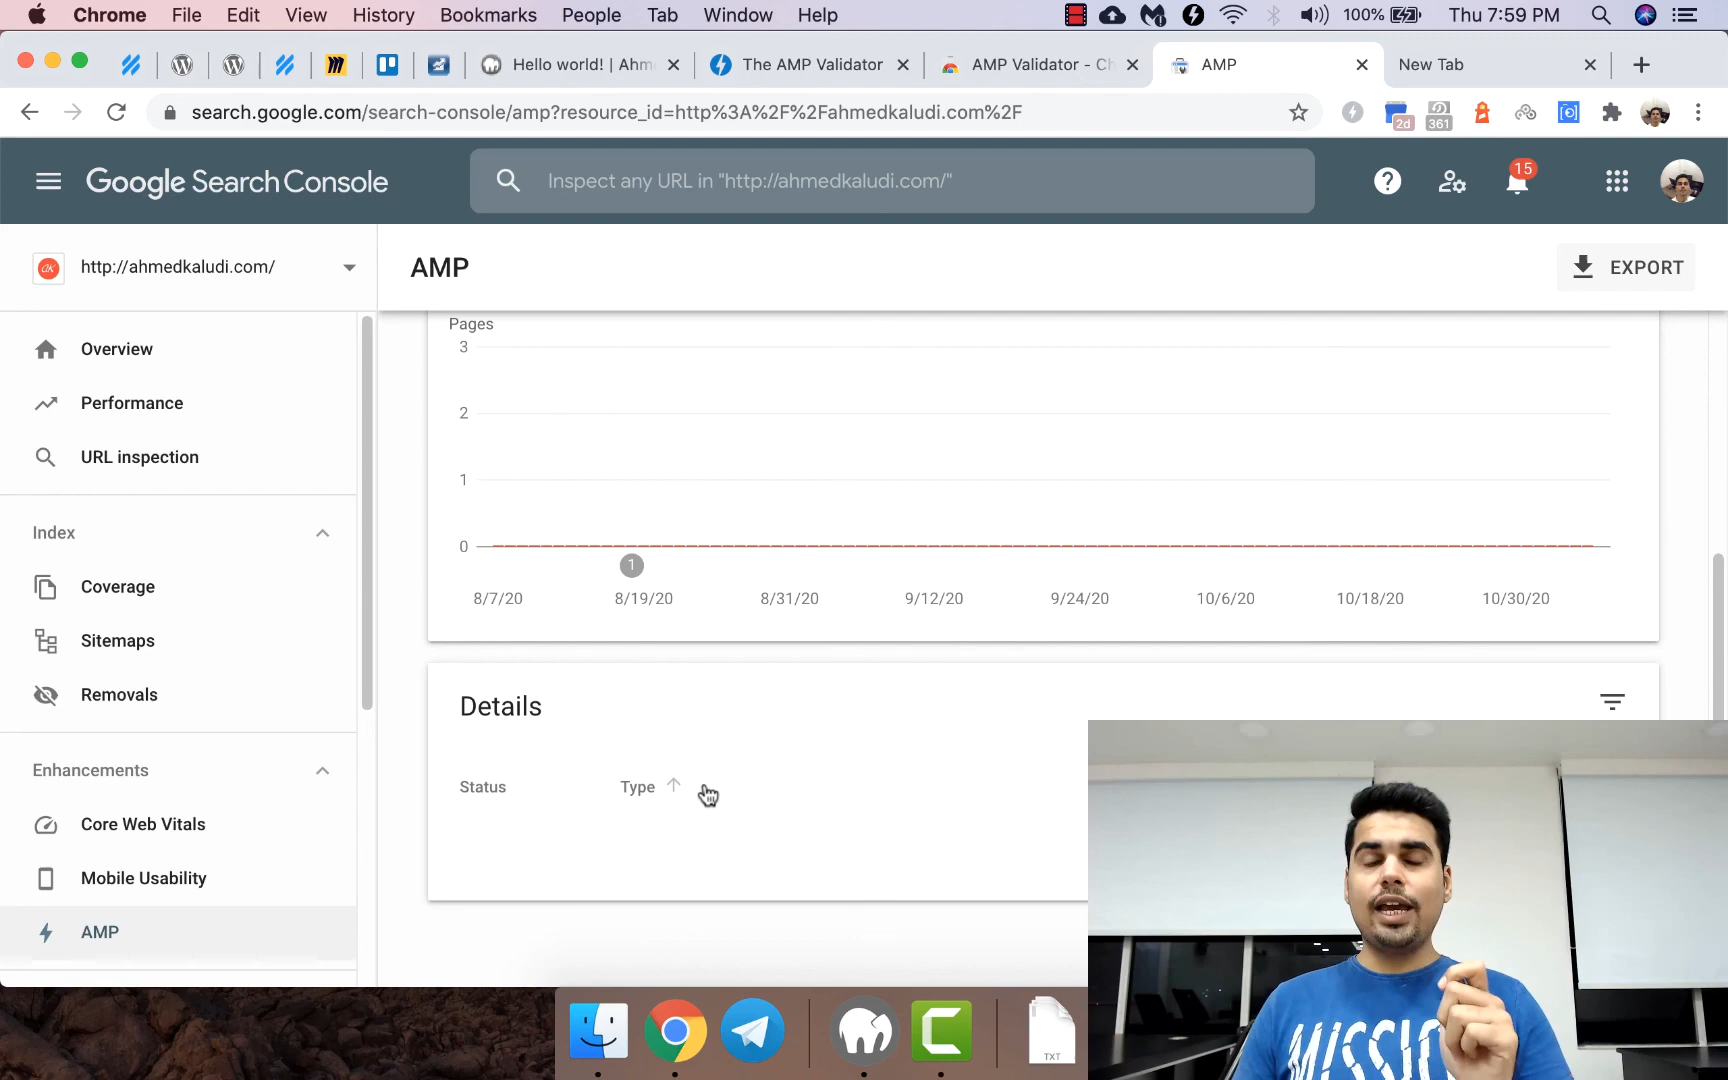 Chrome File Edit View History Bookmarks People Tab Window Help 100% Thu 7:59 PM
Hello world! | Ahm The AMP Validator AMP Validator - Ch AMP New Tab
search.google.com/search-console/amp?resource_id=http%3A%2F%2Fahmedkaludi.com%2F 2d 361
Google Search Console Inspect any URL in "http://ahmedkaludi.com/" 15
http://ahmedkaludi.com/
AMP
EXPORT
Overview
Performance
URL inspection
Index
Coverage
Sitemaps
Removals
Enhancements
Core Web Vitals
Mobile Usability
AMP
Pages
3
2
1
0
1
8/7/20 8/19/20 8/31/20 9/12/20 9/24/20 10/6/20 10/18/20 10/30/20
Details
Status Type
TXT
MISSIO